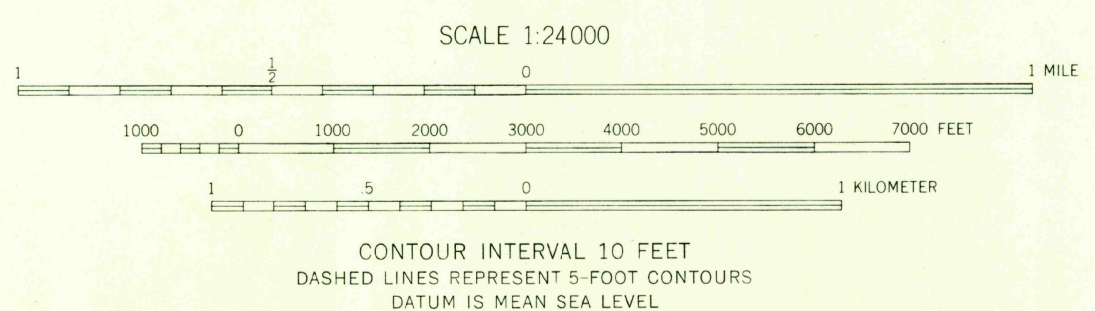 SCALE 1:24000
1 1/2 0 1 MILE
1000 0 1000 2000 3000 4000 5000 6000 7000 FEET
1 .5 0 1 KILOMETER
CONTOUR INTERVAL 10 FEET
DASHED LINES REPRESENT 5-FOOT CONTOURS
DATUM IS MEAN SEA LEVEL